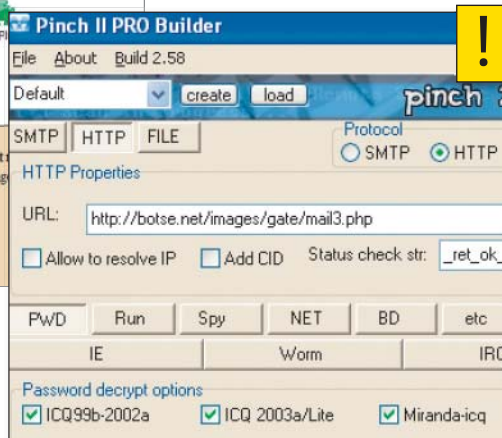 Pinch II PRO Builder
!
File About Build 2.58
Default create load pinch
SMTP HTTP FILE
Protocol
SMTP HTTP
HTTP Properties
URL: http://botse.net/images/gate/mail3.php
Allow to resolve IP Add CID Status check str: _ret_ok_
PWD Run Spy NET BD etc
IE Worm IRC
Password decrypt options
ICQ99b-2002a ICQ 2003a/Lite Miranda-icq